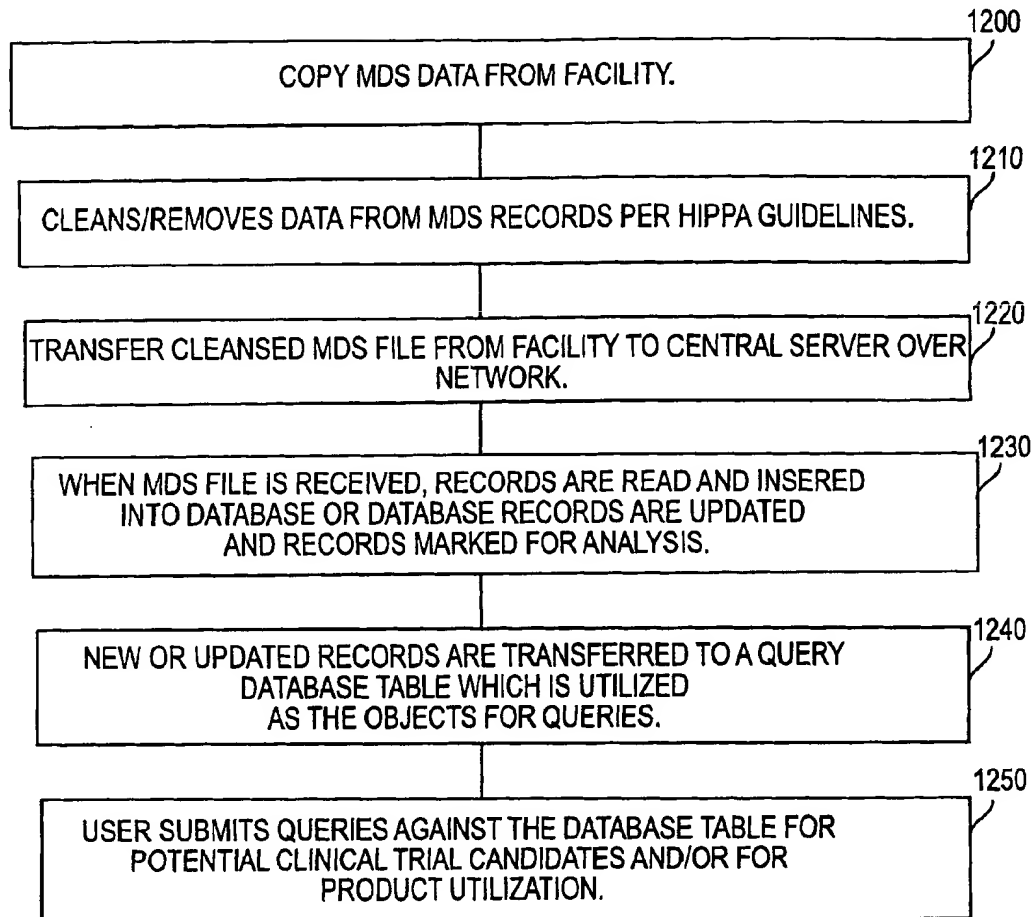 1200
COPY MDS DATA FROM FACILITY.
1210
CLEANS/REMOVES DATA FROM MDS RECORDS PER HIPPA GUIDELINES.
1220
TRANSFER CLEANSED MDS FILE FROM FACILITY TO CENTRAL SERVER OVER
NETWORK.
1230
WHEN MDS FILE IS RECEIVED, RECORDS ARE READ AND INSERED
INTO DATABASE OR DATABASE RECORDS ARE UPDATED
AND RECORDS MARKED FOR ANALYSIS.
1240
NEW OR UPDATED RECORDS ARE TRANSFERRED TO A QUERY
DATABASE TABLE WHICH IS UTILIZED
AS THE OBJECTS FOR QUERIES.
1250
USER SUBMITS QUERIES AGAINST THE DATABASE TABLE FOR
POTENTIAL CLINICAL TRIAL CANDIDATES AND/OR FOR
PRODUCT UTILIZATION.